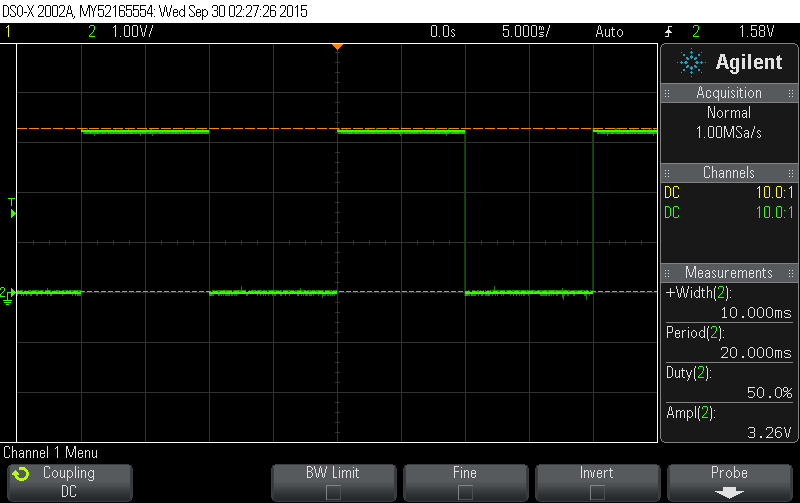 DSO-X 2002A, MY52165554: Wed Sep 30 02:27:26 2015
1 2 1.00V/ 0.0s 5.000ms/ Auto 2 1.58V
Agilent
Acquisition
Normal
1.00MSa/s
Channels
DC 10.0:1
DC 10.0:1
T
2
Measurements
+Width(2):
10.000ms
Period(2):
20.000ms
Duty(2):
50.0%
Ampl(2):
3.26V
Channel 1 Menu
Coupling
DC
BW Limit
Fine
Invert
Probe